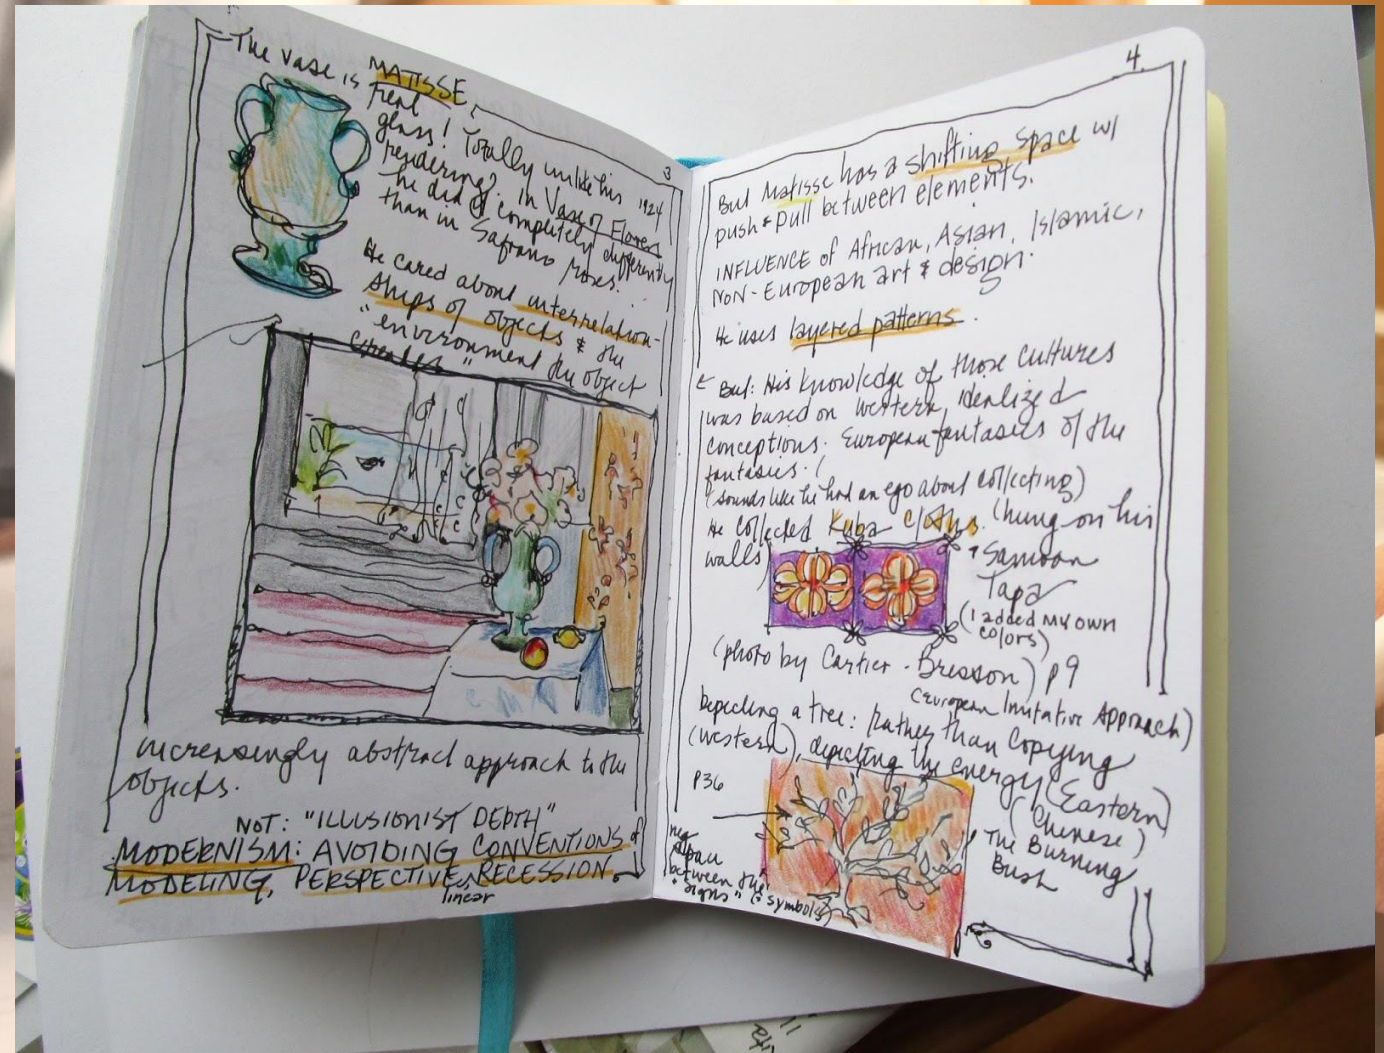 MATISSE,
3
The vase is real
glass! Totally unlike his
rendering. In Vase of Flowers 1924
he did it completely differently
than in Safrano Roses.
He cared about interrelation-
ships of objects & the
"environment the object
creates"
increasingly abstract approach to the
objects.
NOT: "ILLUSIONIST DEPTH"
MODERNISM: AVOIDING CONVENTIONS of
MODELING, PERSPECTIVE, RECESSION.
linear
4.
But Matisse has a shifting space w/
push & pull between elements.
INFLUENCE of African, Asian, Islamic,
NON-European art & design.
He uses layered patterns.
But: His knowledge of those cultures
was based on western, idealized
conceptions. European fantasies of the
fantasies.
(sounds like he had an ego about collecting)
He collected Kuba cloths. (hung on his
walls)
Samoan
Tapa
(I added my own
colors)
(photo by Cartier-Bresson) p9
(European Imitative Approach)
Depicting a tree: Rather than copying
(western), depicting the energy (Eastern)
(Chinese)
P36
The Burning
Bush
neg
space
between the
"signs" (= symbols)